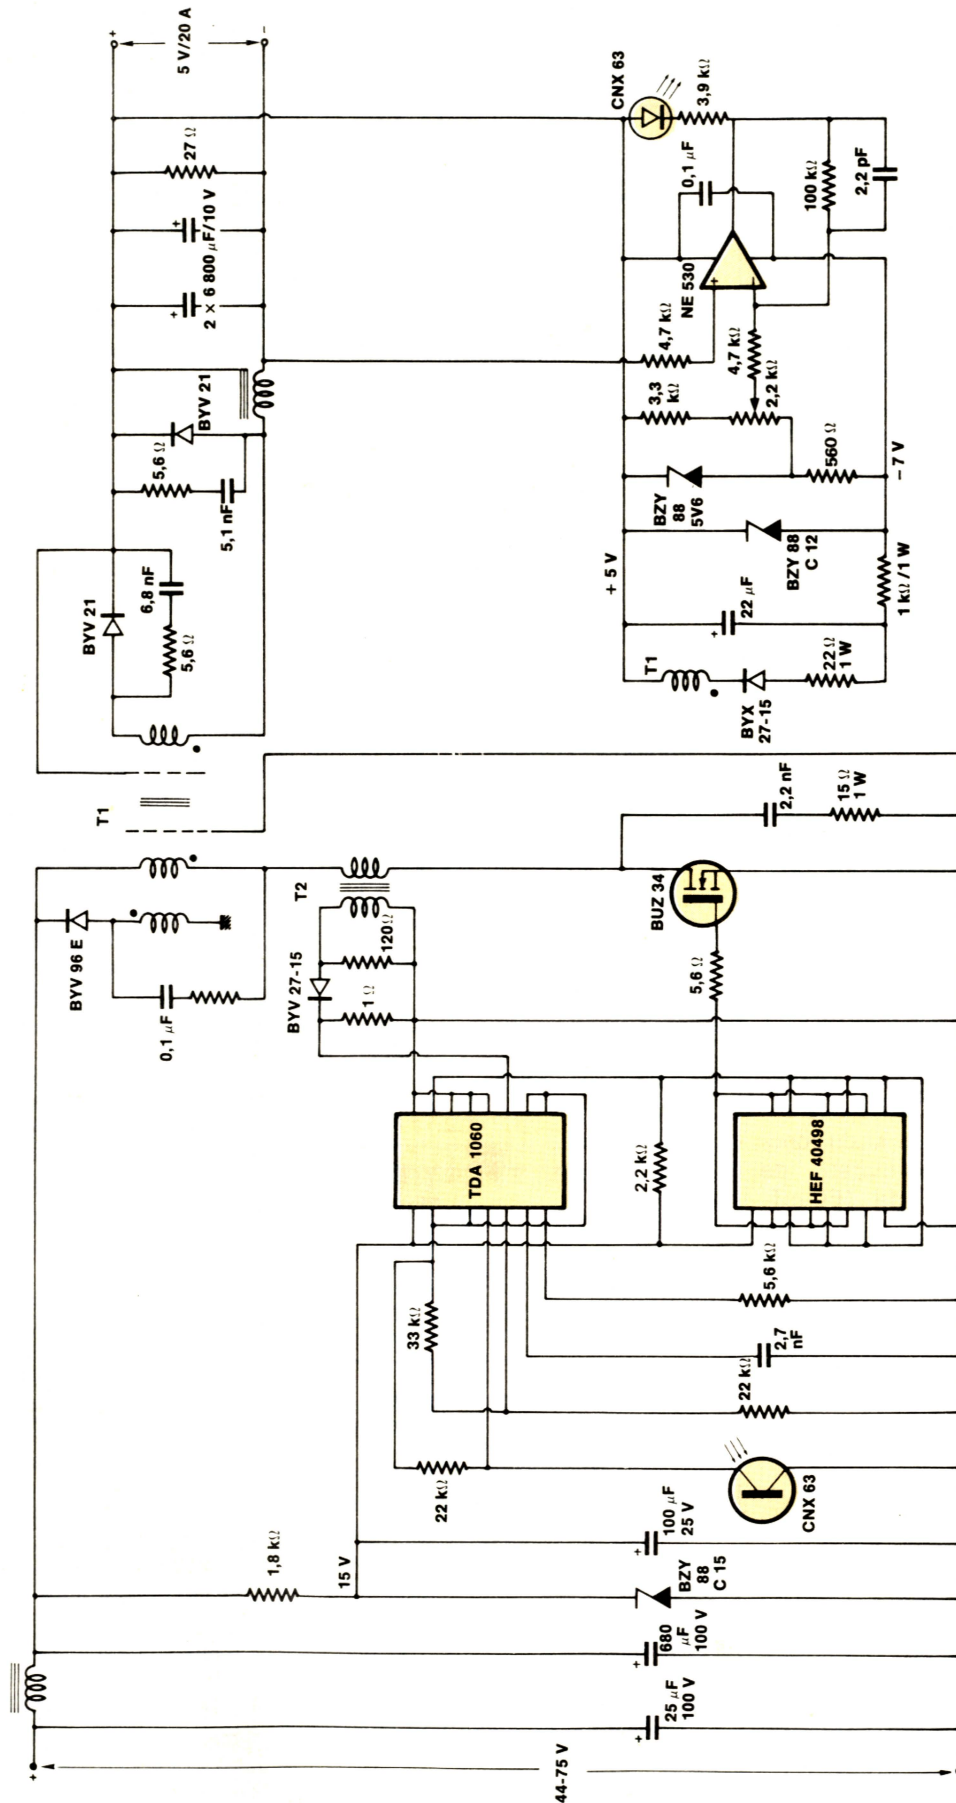 +
44-75 V
25 µF
100 V
+
680
µF
100 V
+
BZY
88
C 15
100 µF
25 V
+
15 V
1,8 kΩ
CNX 63
22 kΩ
22 kΩ
2,7
nF
33 kΩ
5,6 kΩ
HEF 40498
2,2 kΩ
TDA 1060
5,6 Ω
BUZ 34
BYV 27-15
1 Ω
120Ω
T2
0,1 µF
BYV 96 E
2,2 nF
15 Ω
1 W
T1
BYV 21
5,6 Ω
6,8 nF
5,1 nF
5,6 Ω
BYV 21
2 × 6 800 µF/10 V
+
+
27 Ω
5 V/20 A
+
-
T1
BYX
27-15
22Ω
1 W
22 µF
+
+ 5 V
1 kΩ/1 W
BZY 88
C 12
- 7 V
BZY
88
5V6
560 Ω
3,3
kΩ
2,2 kΩ
4,7 kΩ
4,7 kΩ
NE 530
+
-
0,1 µF
100 kΩ
2,2 pF
3,9 kΩ
CNX 63